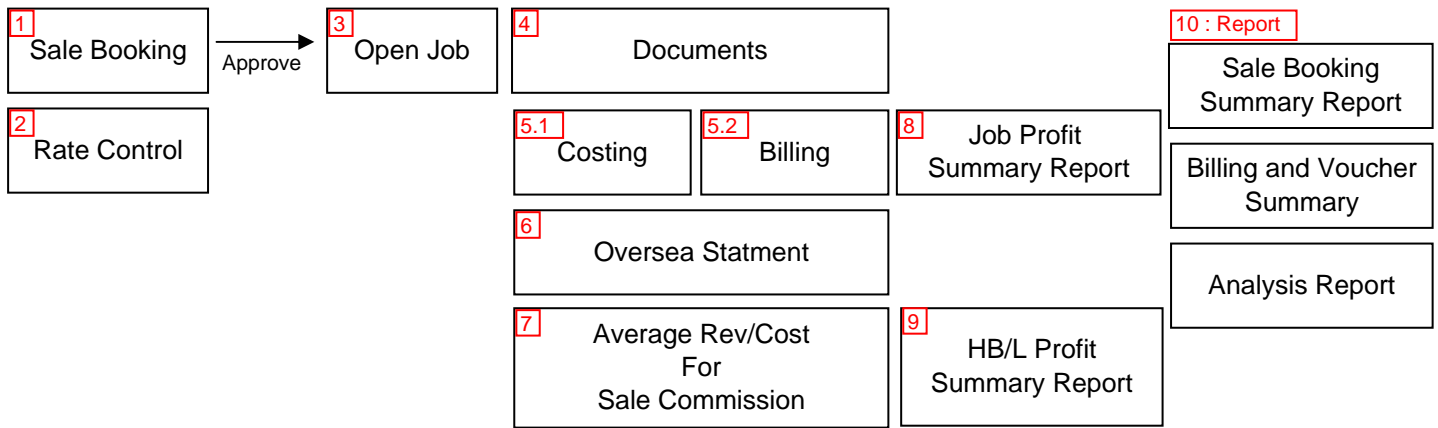 1
Sale Booking
Approve
3
Open Job
4
Documents
10 : Report
Sale Booking
Summary Report
2
Rate Control
5.1
Costing
5.2
Billing
8
Job Profit
Summary Report
Billing and Voucher
Summary
6
Oversea Statment
Analysis Report
7
Average Rev/Cost
For
Sale Commission
9
HB/L Profit
Summary Report